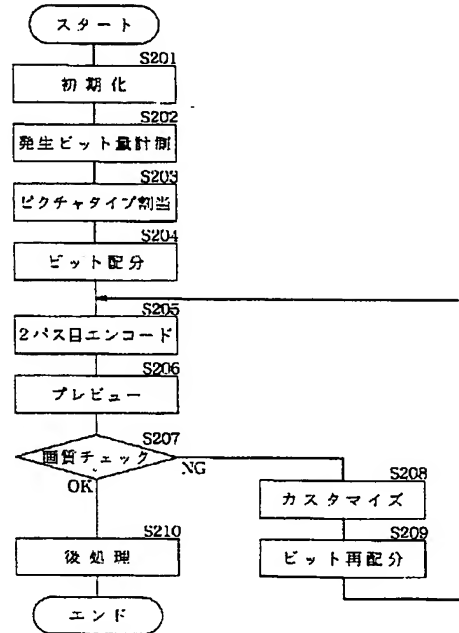 スタート
S201
初期化
S202
発生ビット量計測
S203
ピクチャタイプ割当
S204
ビット配分
S205
2パス目エンコード
S206
プレビュー
S207
画質チェック
NG
OK
S208
カスタマイズ
S209
ビット再配分
S210
後処理
エンド